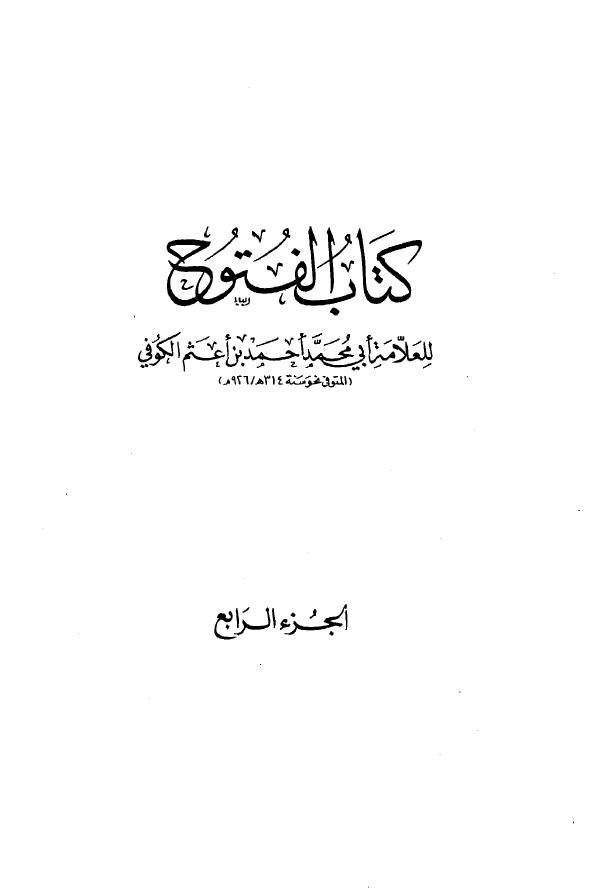 كتاب الفتوح
للعلامة أبي محمد أحمد بن أعثم الكوفي
(المتوفى نحو سنة ٣١٤هـ/٩٢٦م)
الجزء الرابع